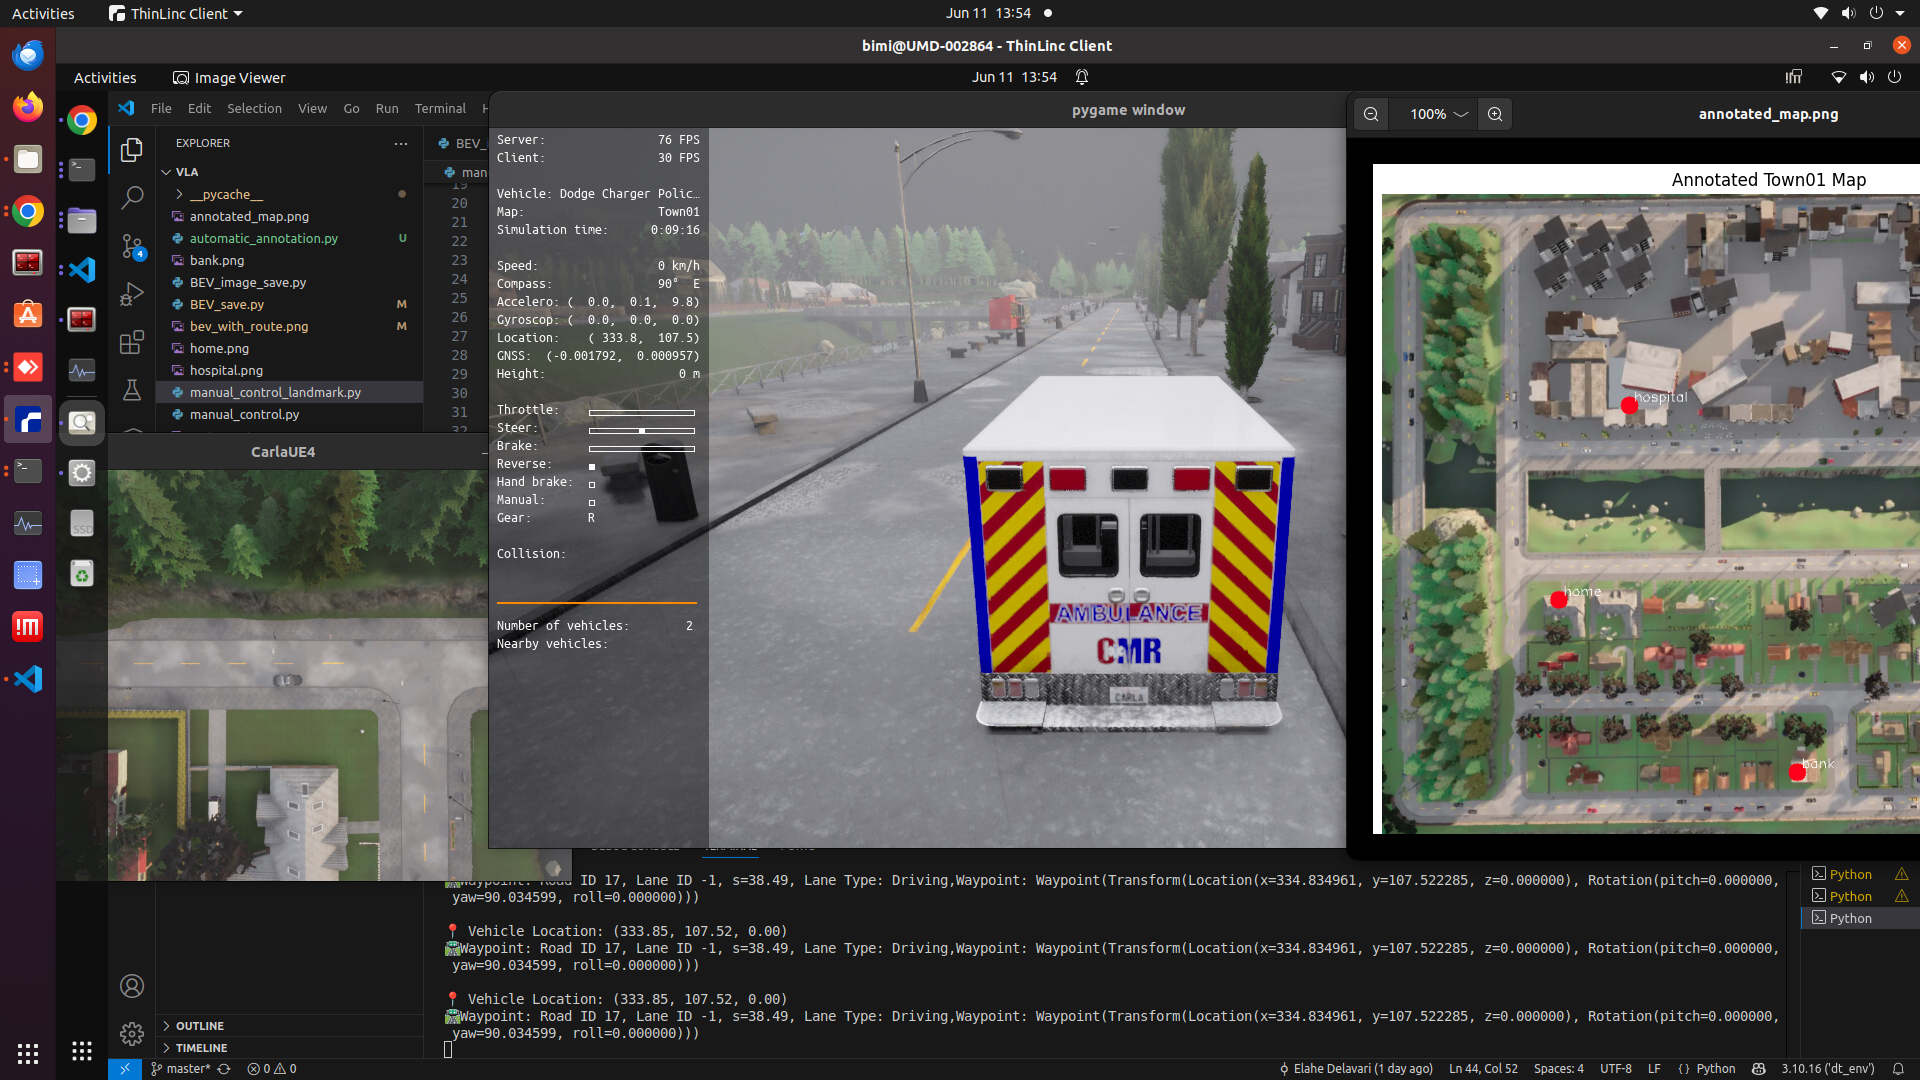 Activities
ThinLinc Client
Jun 11 13:54
bimi@UMD-002864 - ThinLinc Client
Activities
Image Viewer
Jun 11 13:54
File Edit Selection View Go Run Terminal H
pygame window
100%
annotated_map.png
EXPLORER
VLA
__pycache__
annotated_map.png
automatic_annotation.py U
bank.png
BEV_image_save.py
BEV_save.py M
bev_with_route.png M
home.png
hospital.png
manual_control_landmark.py
manual_control.py
4
BEV_
man
19
20
21
22
23
24
25
26
27
28
29
30
31
32
Server: 76 FPS
Client: 30 FPS
Vehicle: Dodge Charger Polic…
Map: Town01
Simulation time: 0:09:16
Speed: 0 km/h
Compass: 90° E
Accelero: ( 0.0, 0.1, 9.8)
Gyroscop: ( 0.0, 0.0, 0.0)
Location: ( 333.8, 107.5)
GNSS: (-0.001792, 0.000957)
Height: 0 m
Throttle:
Steer:
Brake:
Reverse:
Hand brake:
Manual:
Gear: R
Collision:
Number of vehicles: 2
Nearby vehicles:
AMBULANCE
CMR
CARLA
Annotated Town01 Map
hospital
home
bank
CarlaUE4
SSD
TERMINAL
Waypoint: Road ID 17, Lane ID -1, s=38.49, Lane Type: Driving,Waypoint: Waypoint(Transform(Location(x=334.834961, y=107.522285, z=0.000000), Rotation(pitch=0.000000,
yaw=90.034599, roll=0.000000)))
📍 Vehicle Location: (333.85, 107.52, 0.00)
Waypoint: Road ID 17, Lane ID -1, s=38.49, Lane Type: Driving,Waypoint: Waypoint(Transform(Location(x=334.834961, y=107.522285, z=0.000000), Rotation(pitch=0.000000,
yaw=90.034599, roll=0.000000)))
📍 Vehicle Location: (333.85, 107.52, 0.00)
Waypoint: Road ID 17, Lane ID -1, s=38.49, Lane Type: Driving,Waypoint: Waypoint(Transform(Location(x=334.834961, y=107.522285, z=0.000000), Rotation(pitch=0.000000,
yaw=90.034599, roll=0.000000)))
Python
Python
Python
OUTLINE
TIMELINE
master*
0 0
Elahe Delavari (1 day ago)
Ln 44, Col 52
Spaces: 4
UTF-8
LF
{ } Python
3.10.16 ('dt_env')